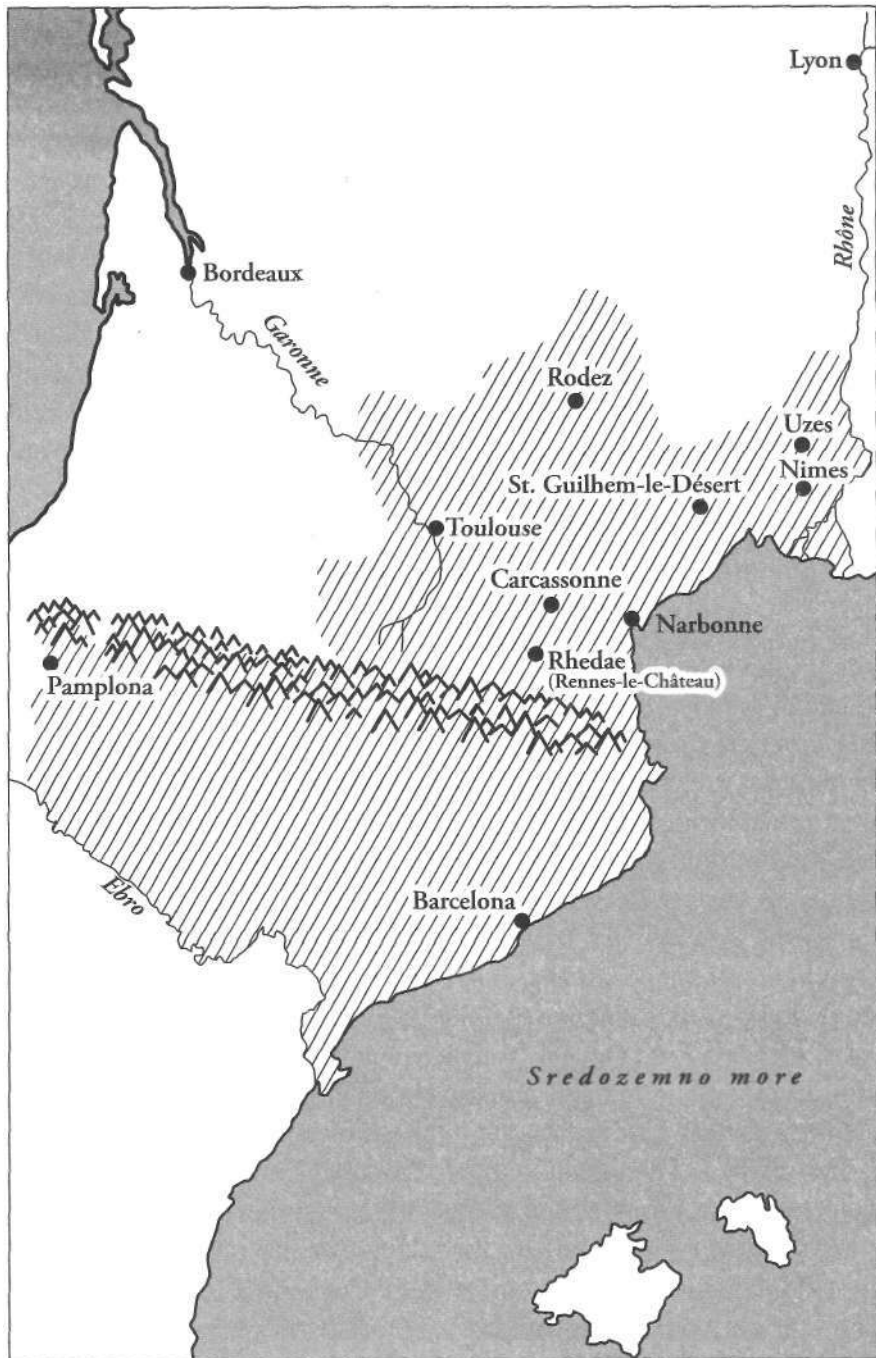 Lyon
Rhône
Bordeaux
Garonne
Rodez
Uzes
Nimes
St. Guilhem-le-Désert
Toulouse
Carcassonne
Narbonne
Rhedae
(Rennes-le-Château)
Pamplona
Ebro
Barcelona
Sredozemno more